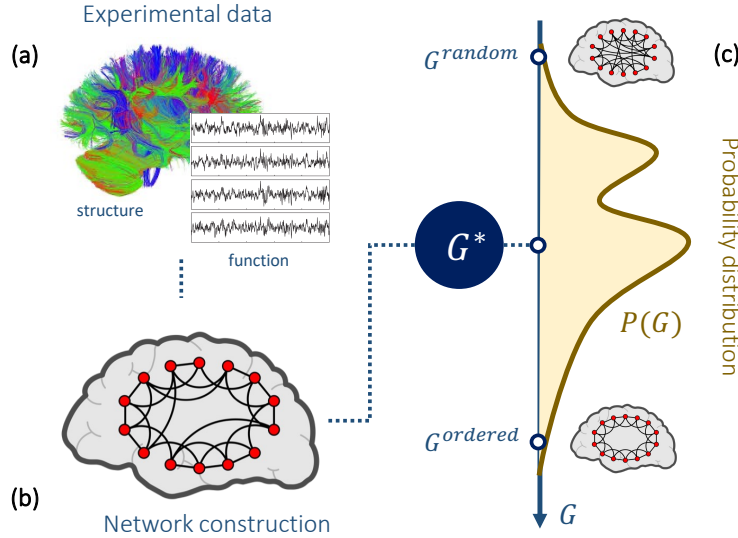 Experimental data
(a)
structure
function
(b)
Network construction
G^random
(c)
G*
P(G)
Probability distribution
G^ordered
G